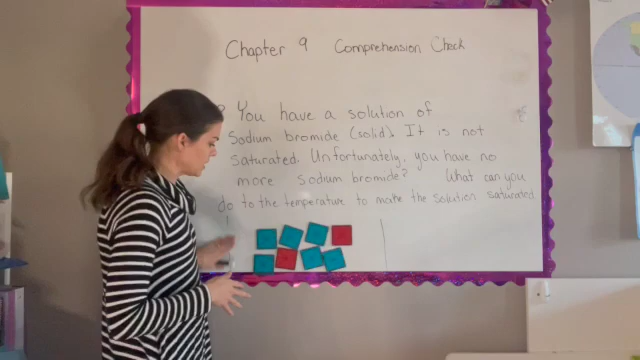 Chapter 9 Comprehension Check
? You have a solution of
Sodium bromide (solid). It is not
saturated. Unfortunately, you have no
more sodium bromide? What can you
do to the temperature to make the solution saturated.